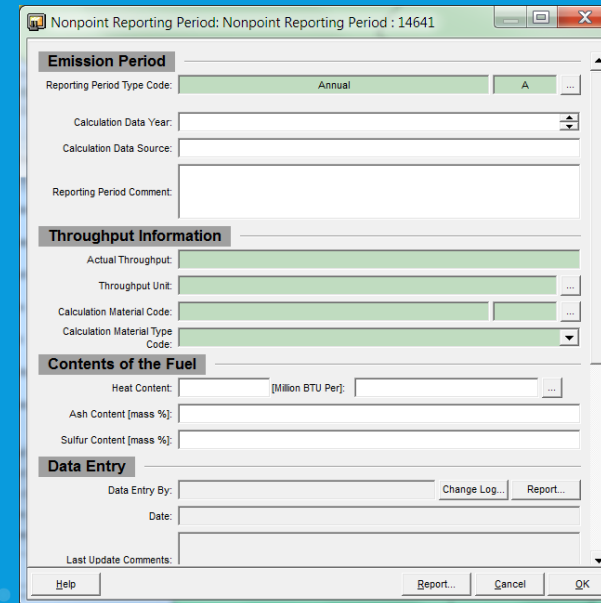 Nonpoint Reporting Period: Nonpoint Reporting Period : 14641
Emission Period
Reporting Period Type Code: Annual A ...
Calculation Data Year:
Calculation Data Source:
Reporting Period Comment:
Throughput Information
Actual Throughput:
Throughput Unit: ...
Calculation Material Code: ...
Calculation Material Type
Code:
Contents of the Fuel
Heat Content: [Million BTU Per]: ...
Ash Content [mass %]:
Sulfur Content [mass %]:
Data Entry
Data Entry By: Change Log... Report...
Date:
Last Update Comments:
Help Report... Cancel OK